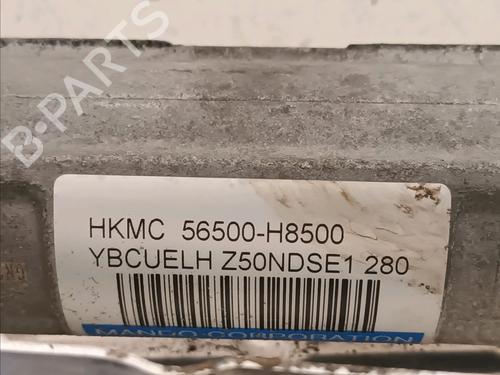 B-PARTS
HKMC 56500-H8500
YBCUELH Z50NDSE1 280
MANDO CORPORATION